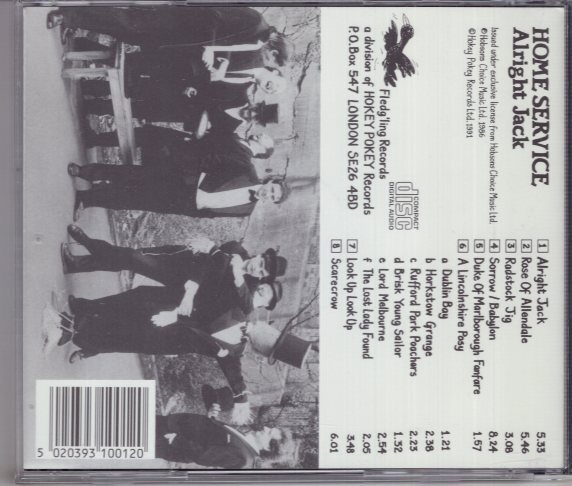 HOME SERVICE
Alright Jack
Issued under exclusive license from Hobsons Choice Music Ltd.
℗Hobsons Choice Music Ltd. 1986
©Hokey Pokey Records Ltd. 1991
1 Alright Jack 5.33
2 Rose Of Allendale 5.46
3 Radstock Jig 3.08
4 Sorrow / Babylon 8.24
5 Duke Of Marlborough Fanfare 1.57
6 A Lincolnshire Posy
a Dublin Bay 1.21
b Horkstow Grange 2.38
c Rufford Park Poachers 2.23
d Brisk Young Sailor 1.32
e Lord Melbourne 2.54
f The Lost Lady Found 2.05
7 Look Up Look Up 3.48
8 Scarecrow 6.01
COMPACT
disc
DIGITAL AUDIO
Fledg'ling Records
a division of HOKEY POKEY Records
P.O.Box 547 LONDON SE26 4BD
5 020393 100120